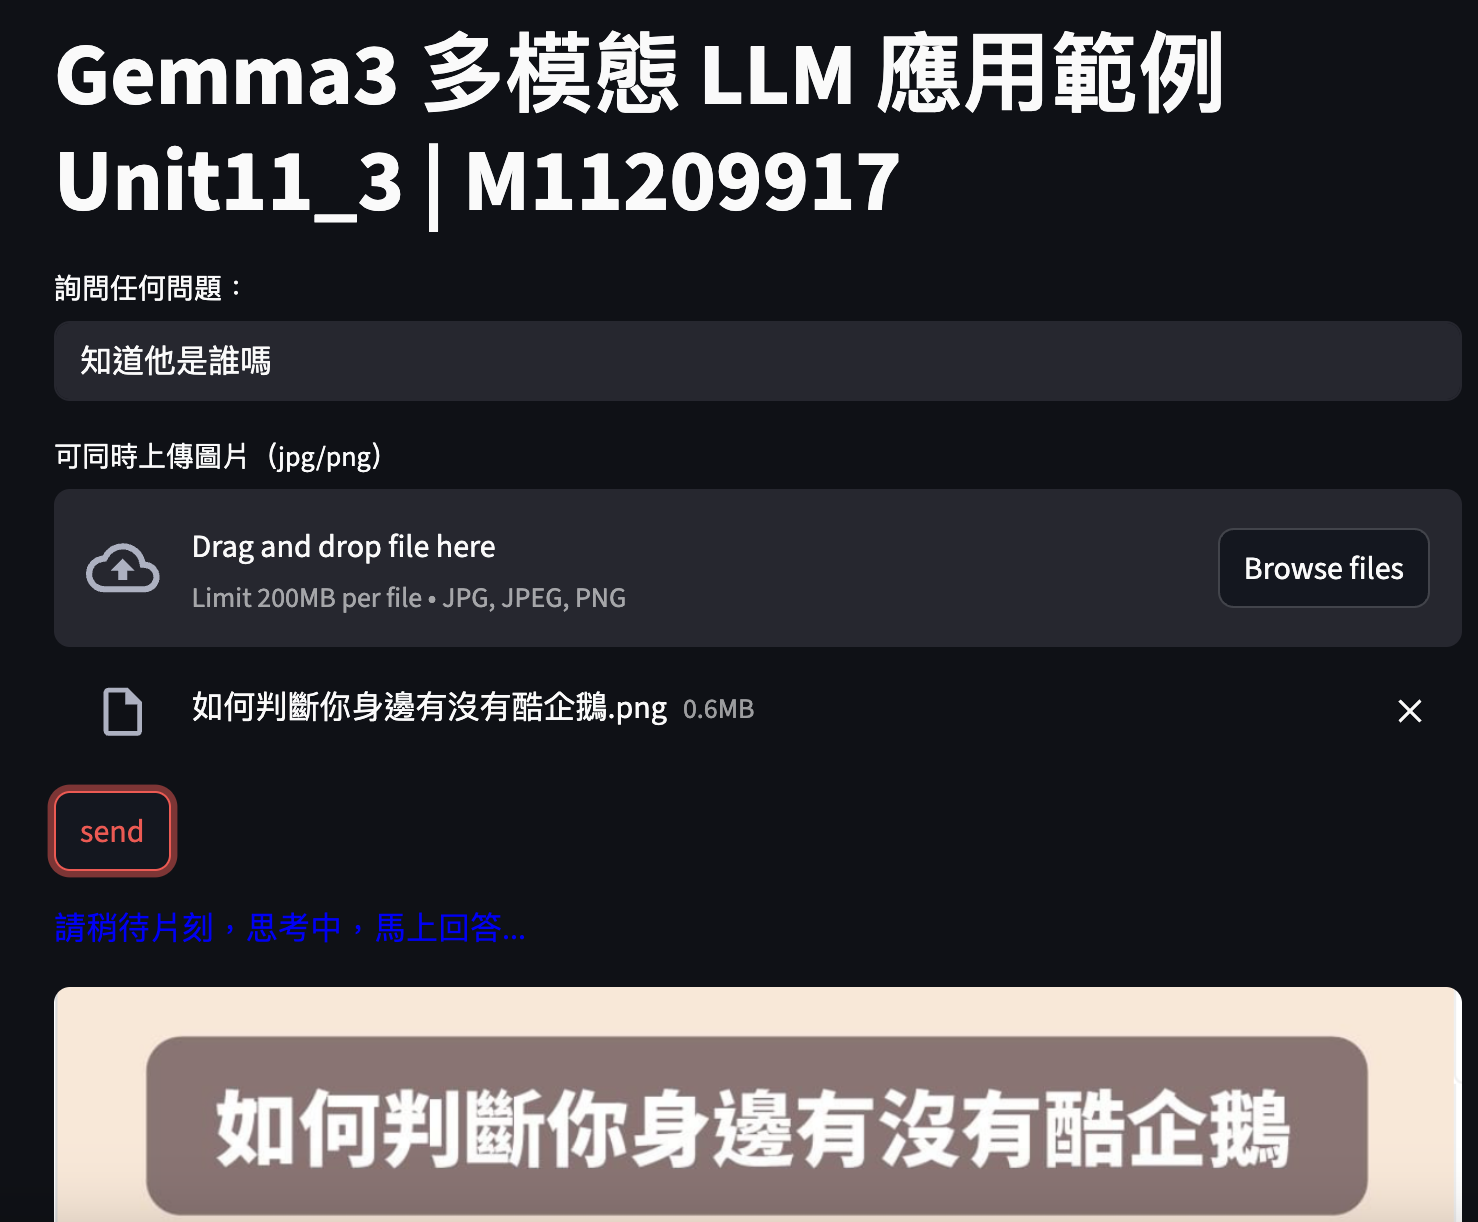 Gemma3 多模態 LLM 應用範例
Unit11_3 | M11209917
詢問任何問題：
知道他是誰嗎
可同時上傳圖片（jpg/png）
Drag and drop file here
Limit 200MB per file • JPG, JPEG, PNG
Browse files
如何判斷你身邊有沒有酷企鵝.png 0.6MB
send
請稍待片刻，思考中，馬上回答...
如何判斷你身邊有沒有酷企鵝